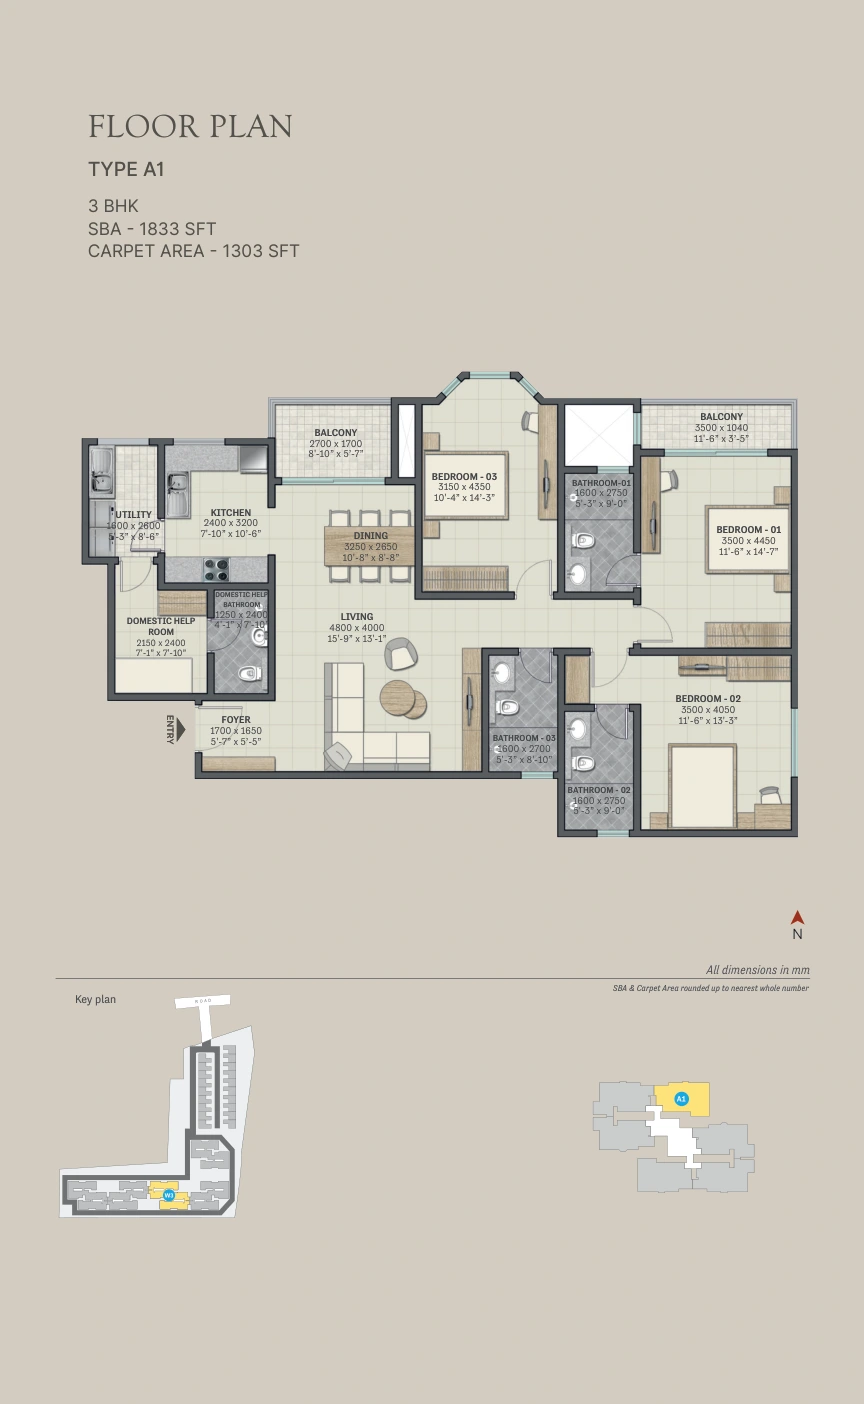 FLOOR PLAN
TYPE A1
3 BHK
SBA - 1833 SFT
CARPET AREA - 1303 SFT
BALCONY
2700 x 1700
8'-10" x 5'-7"
BALCONY
3500 x 1040
11'-6" x 3'-5"
BEDROOM - 03
3150 x 4350
10'-4" x 14'-3"
BATHROOM-01
1600 x 2750
5'-3" x 9'-0"
UTILITY
1600 x 2600
5'-3" x 8'-6"
KITCHEN
2400 x 3200
7'-10" x 10'-6"
DINING
3250 x 2650
10'-8" x 8'-8"
BEDROOM - 01
3500 x 4450
11'-6" x 14'-7"
DOMESTIC HELP
BATHROOM
1250 x 2400
4'-1" x 7'-10"
DOMESTIC HELP
ROOM
2150 x 2400
7'-1" x 7'-10"
LIVING
4800 x 4000
15'-9" x 13'-1"
BEDROOM - 02
3500 x 4050
11'-6" x 13'-3"
ENTRY
FOYER
1700 x 1650
5'-7" x 5'-5"
BATHROOM - 03
1600 x 2700
5'-3" x 8'-10"
BATHROOM - 02
1600 x 2750
5'-3" x 9'-0"
N
All dimensions in mm
SBA & Carpet Area rounded up to nearest whole number
Key plan
ROAD
A1
W3